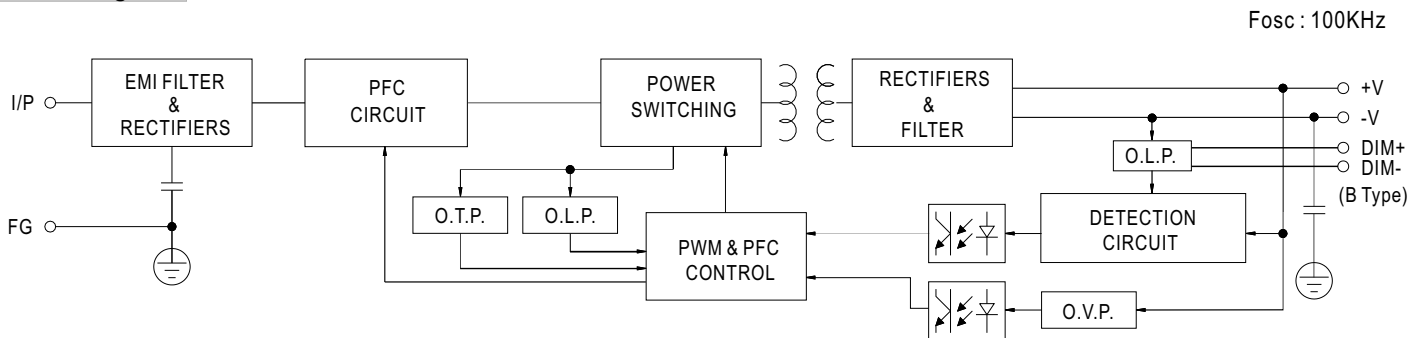 Fosc : 100KHz
I/P
EMI FILTER
&
RECTIFIERS
PFC
CIRCUIT
POWER
SWITCHING
RECTIFIERS
&
FILTER
+V
-V
O.L.P.
DIM+
DIM-
(B Type)
FG
O.T.P.
O.L.P.
PWM & PFC
CONTROL
DETECTION
CIRCUIT
O.V.P.